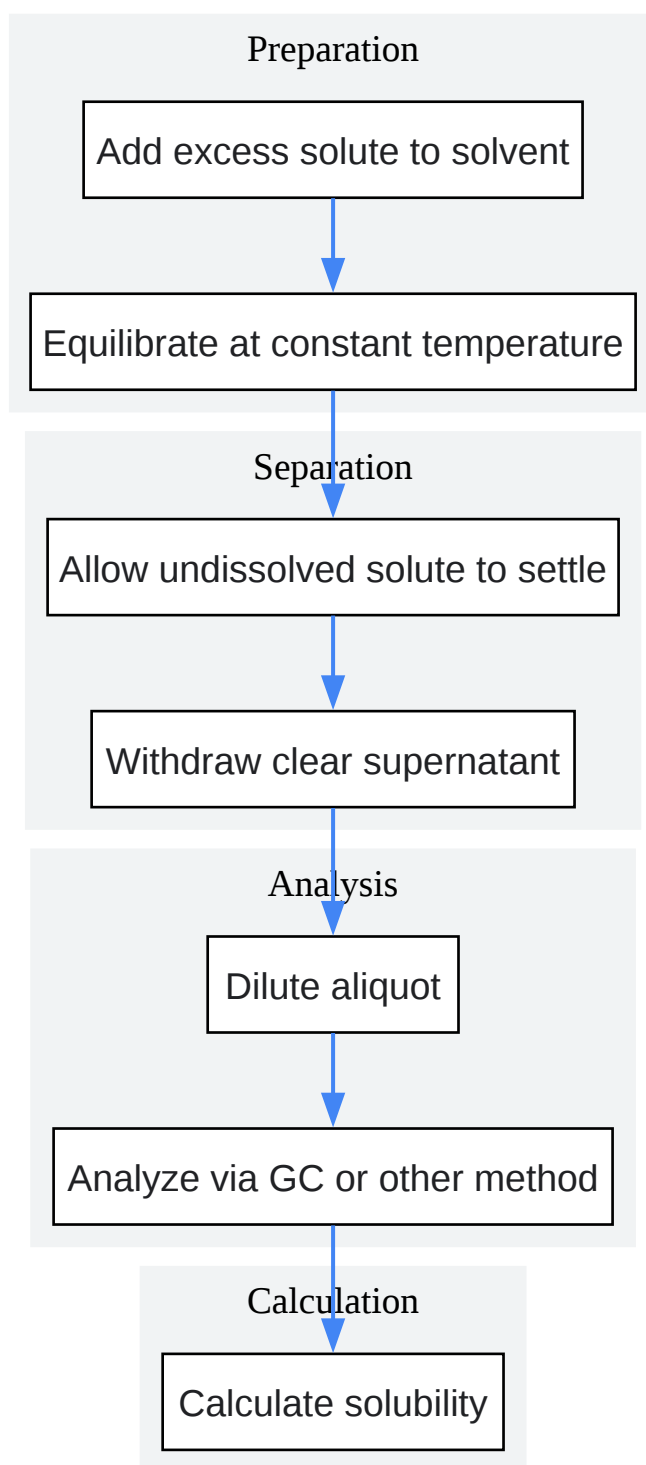 Preparation
Add excess solute to solvent
Equilibrate at constant temperature
Separation
Allow undissolved solute to settle
Withdraw clear supernatant
Analysis
Dilute aliquot
Analyze via GC or other method
Calculation
Calculate solubility